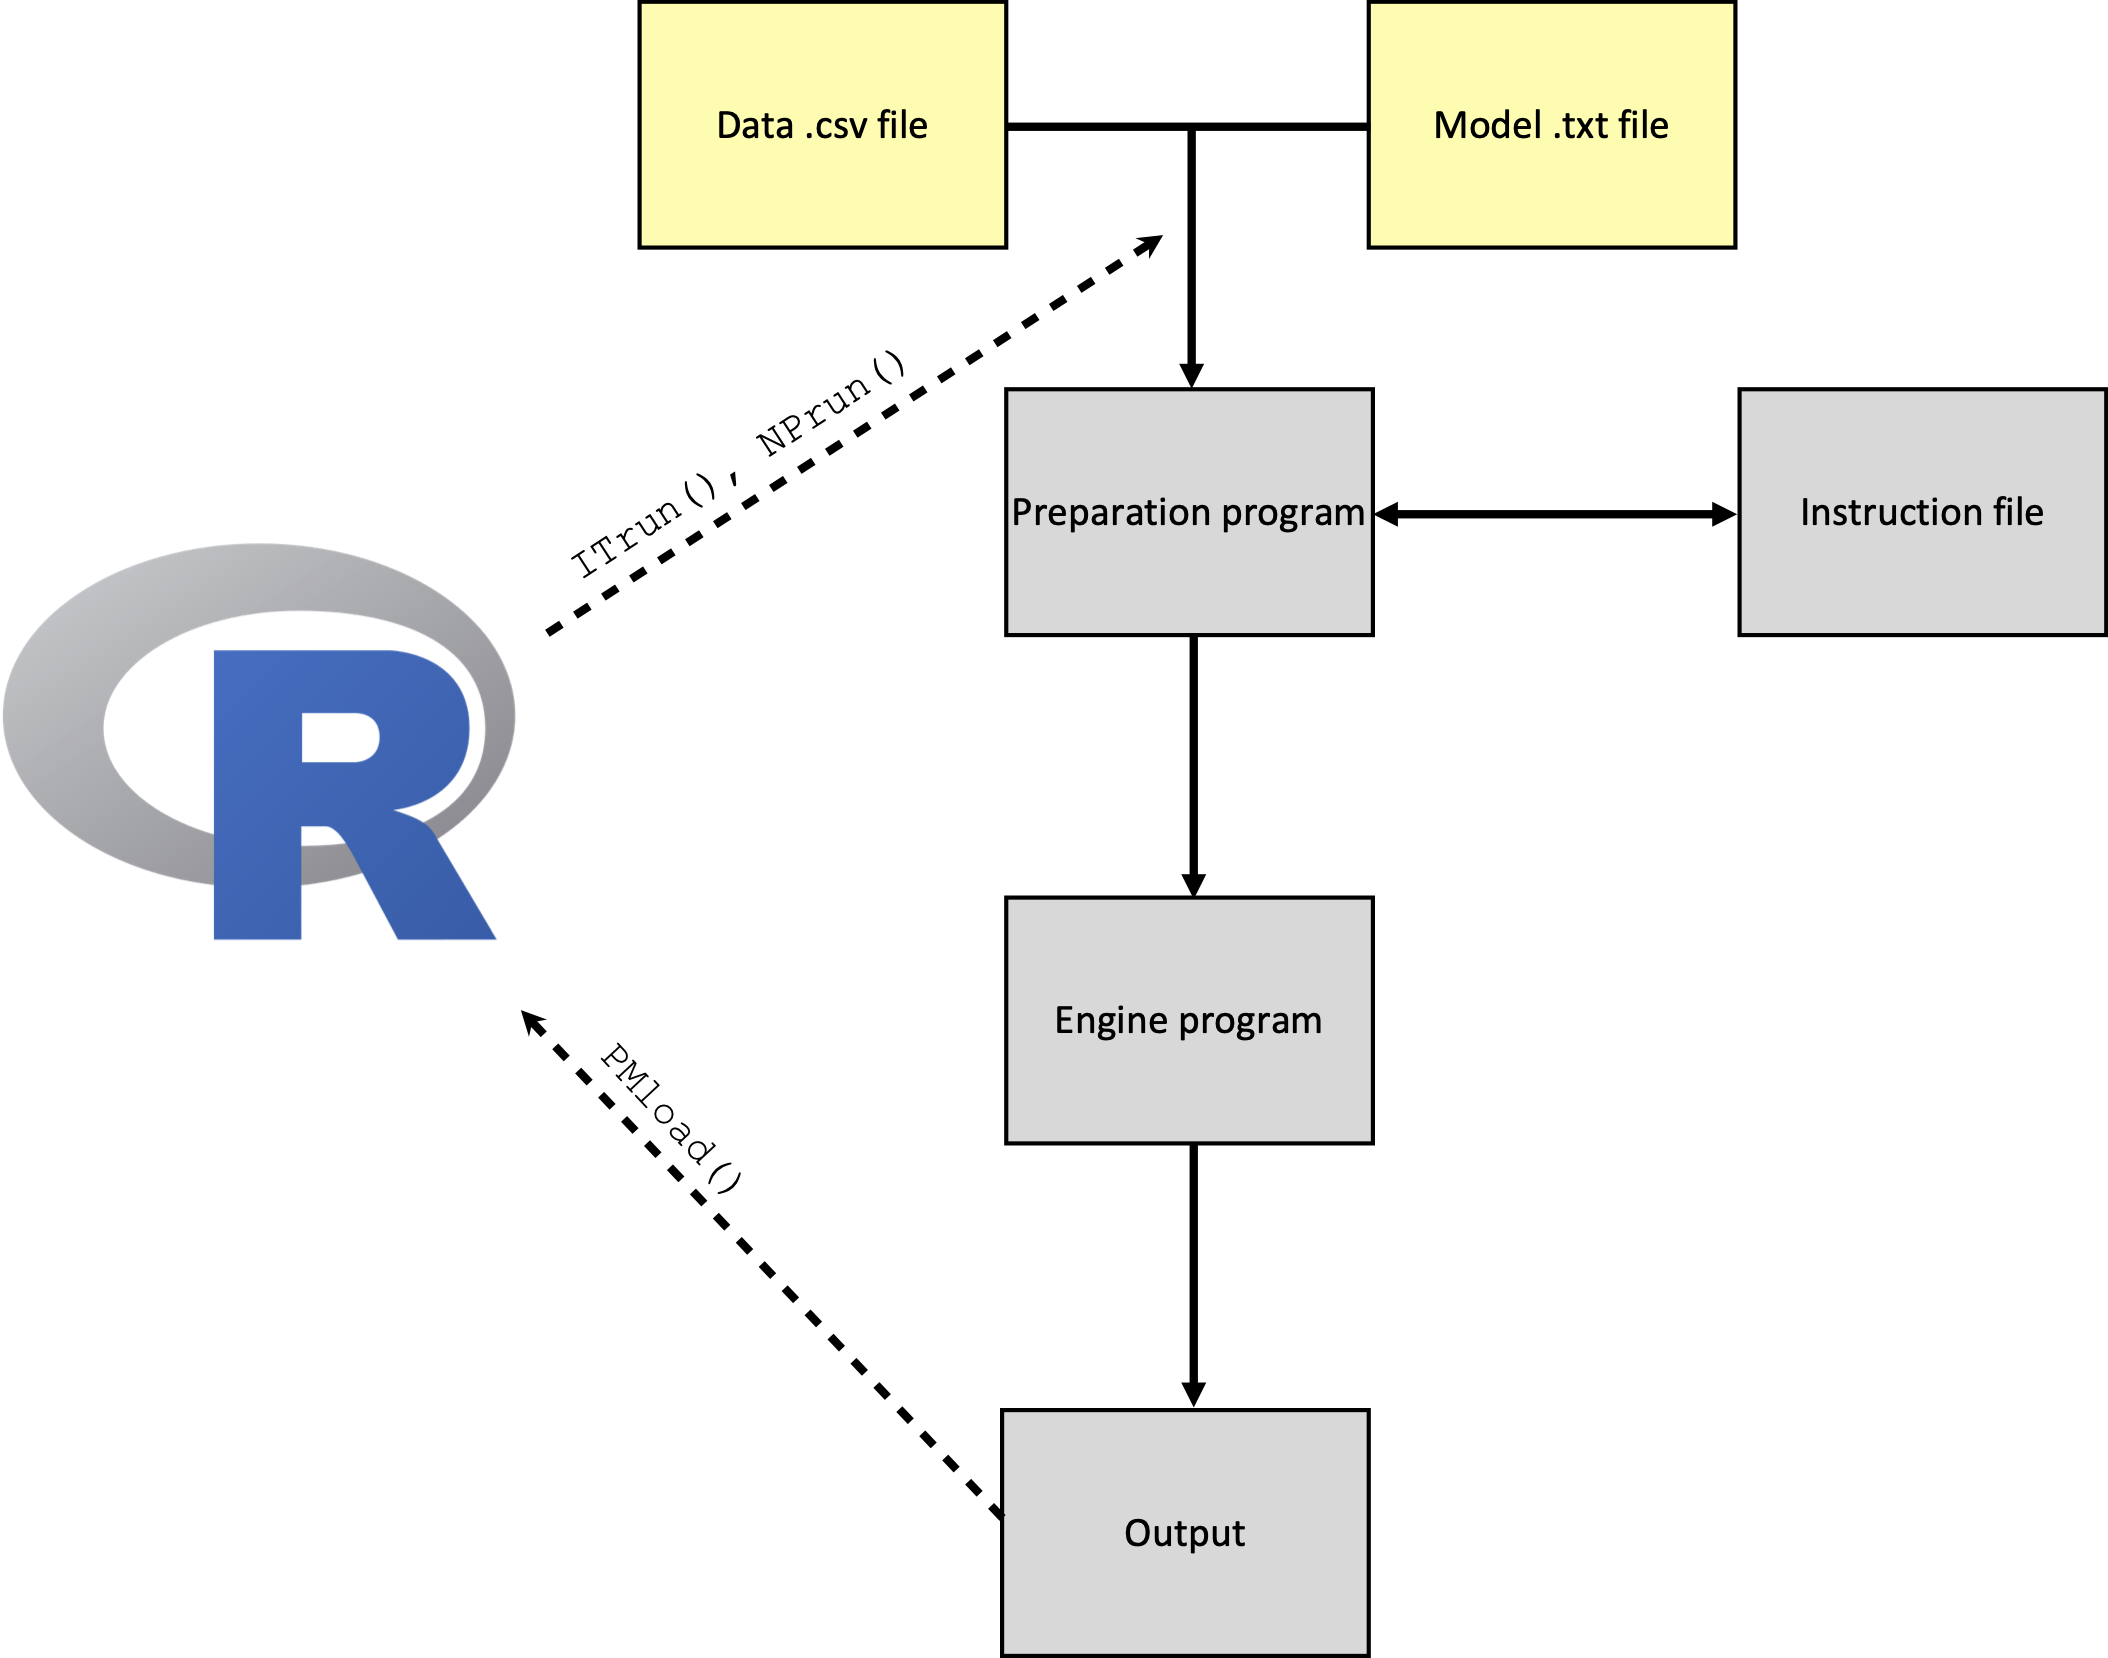 Data .csv file
Model .txt file
ITrun(), NPrun()
Preparation program
Instruction file
R
Engine program
PMload()
Output